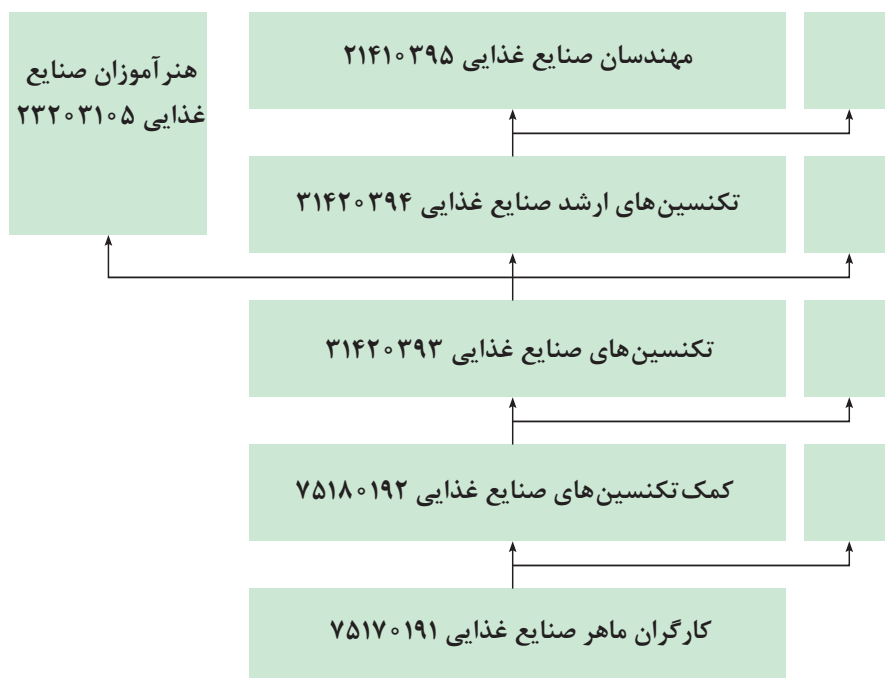 مهندسان صنایع غذایی ۲۱۴۱۰۳۹۵
هنرآموزان صنایع
غذایی ۲۳۲۰۳۱۰۵
تکنسین‌های ارشد صنایع غذایی ۳۱۴۲۰۳۹۴
تکنسین‌های صنایع غذایی ۳۱۴۲۰۳۹۳
کمک‌تکنسین‌های صنایع غذایی ۷۵۱۸۰۱۹۲
کارگران ماهر صنایع غذایی ۷۵۱۷۰۱۹۱